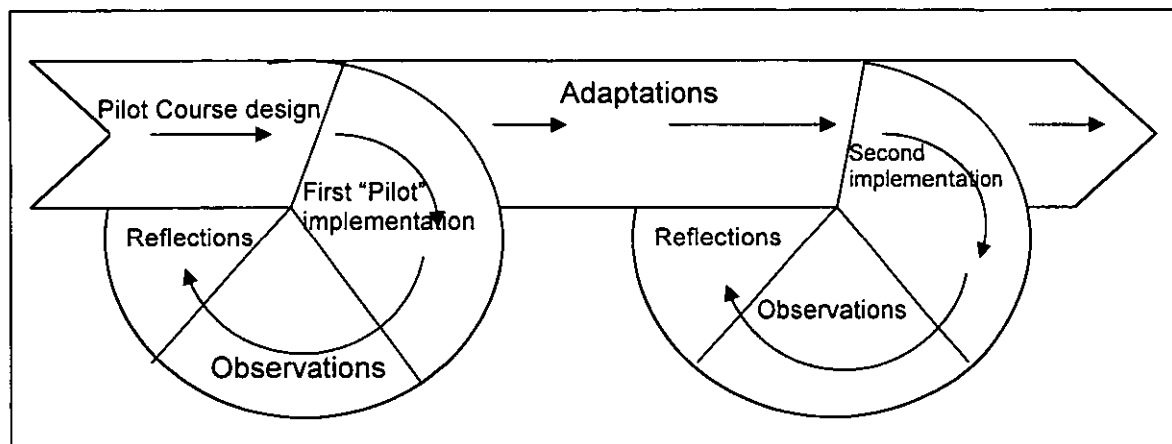 Pilot Course design
Adaptations
First "Pilot"
implementation
Second
implementation
Reflections
Observations
Reflections
Observations